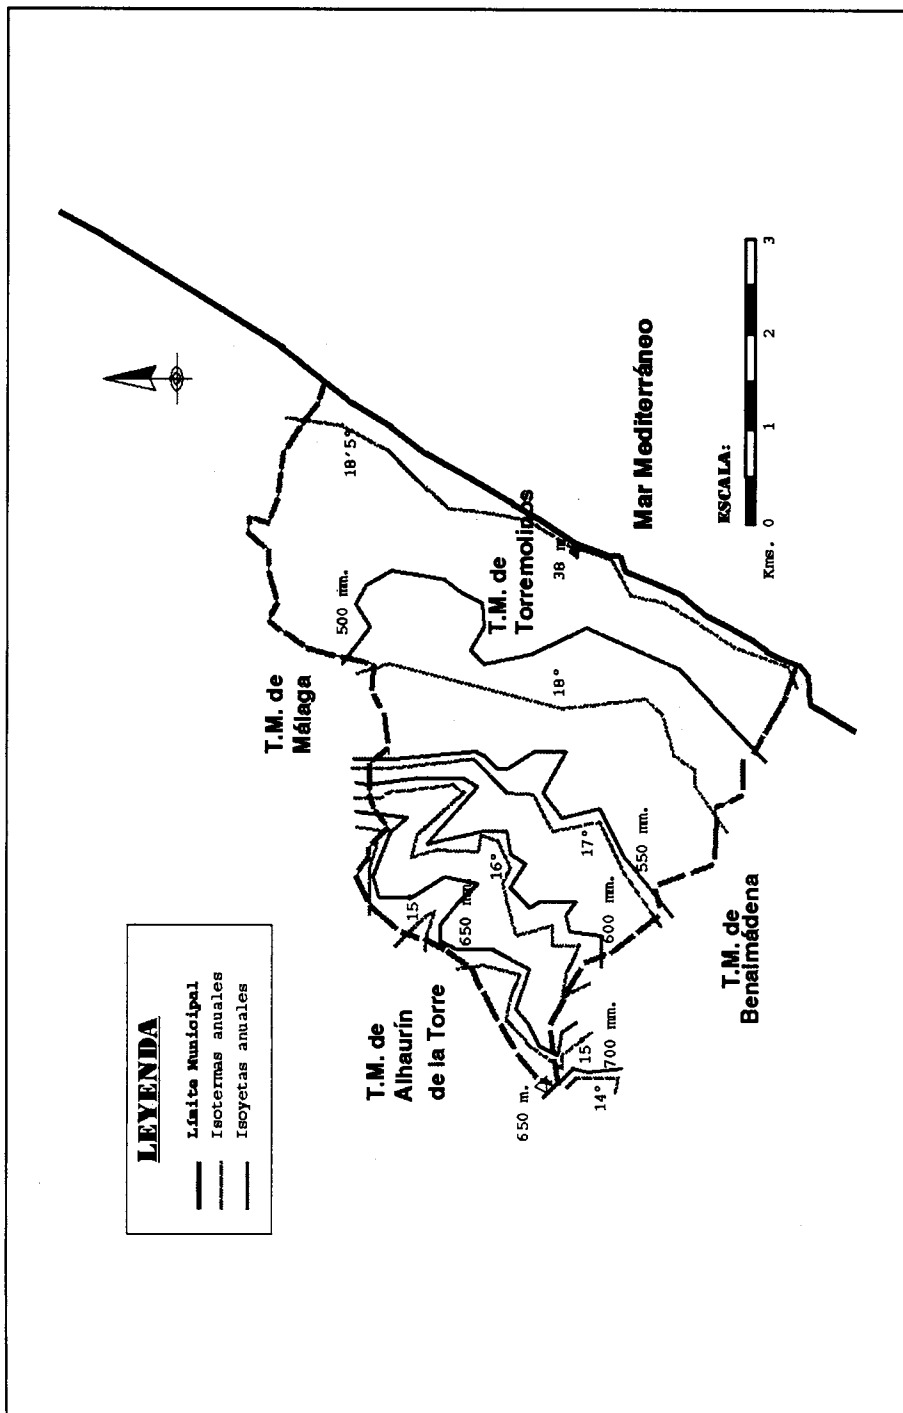 LEYENDA
Límite Municipal
Isotermas anuales
Isoyetas anuales
T.M. de
Málaga
500 mm.
18'5°
T.M. de
Alhaurín
de la Torre
15
650 mm.
16°
T.M. de
Torremolinos
38 m
18°
17°
650 m.
15
14°
700 mm.
600 mm.
550 mm.
T.M. de
Benalmádena
Mar Mediterráneo
ESCALA:
Kms. 0 1 2 3